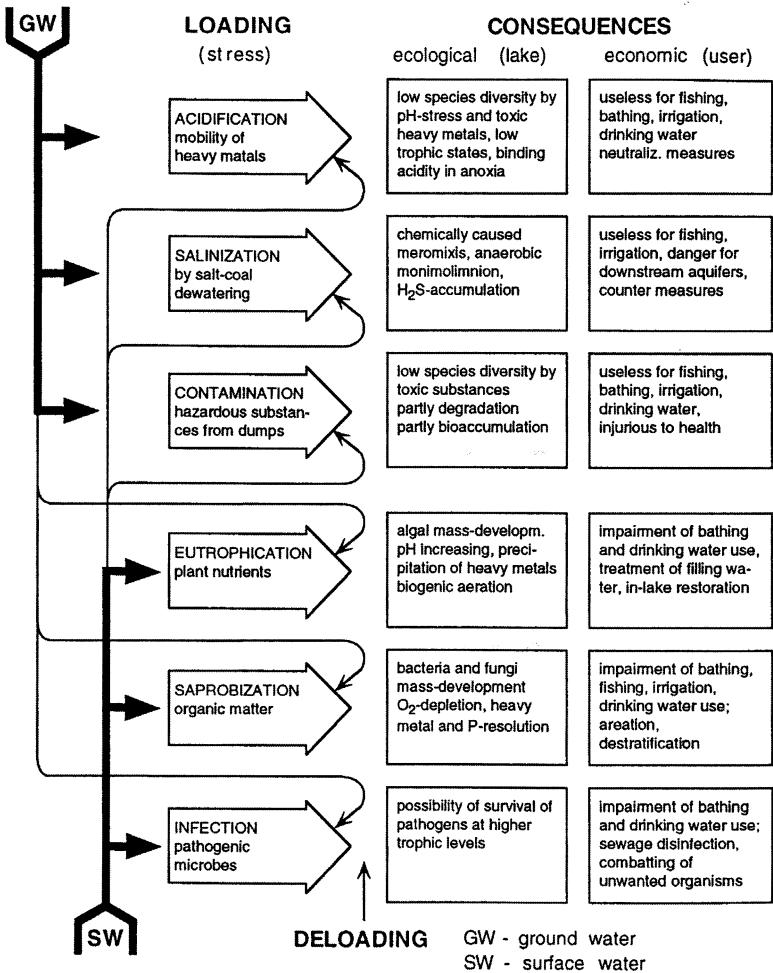 GW
LOADING
(stress)
CONSEQUENCES
ecological (lake)
economic (user)
ACIDIFICATION
mobility of
heavy matals
low species diversity by
pH-stress and toxic
heavy metals, low
trophic states, binding
acidity in anoxia
useless for fishing,
bathing, irrigation,
drinking water
neutraliz. measures
SALINIZATION
by salt-coal
dewatering
chemically caused
meromixis, anaerobic
monimolimnion,
H₂S-accumulation
useless for fishing,
irrigation, danger for
downstream aquifers,
counter measures
CONTAMINATION
hazardous substan-
ces from dumps
low species diversity by
toxic substances
partly degradation
partly bioaccumulation
useless for fishing,
bathing, irrigation,
drinking water,
injurious to health
EUTROPHICATION
plant nutrients
algal mass-developm.
pH increasing, preci-
pitation of heavy metals
biogenic aeration
impairment of bathing
and drinking water use,
treatment of filling wa-
ter, in-lake restoration
SAPROBIZATION
organic matter
bacteria and fungi
mass-development
O₂-depletion, heavy
metal and P-resolution
impairment of bathing,
fishing, irrigation,
drinking water use;
areation,
destratification
INFECTION
pathogenic
microbes
possibility of survival of
pathogens at higher
trophic levels
impairment of bathing
and drinking water use;
sewage disinfection,
combatting of
unwanted organisms
SW
DELOADING
GW - ground water
SW - surface water